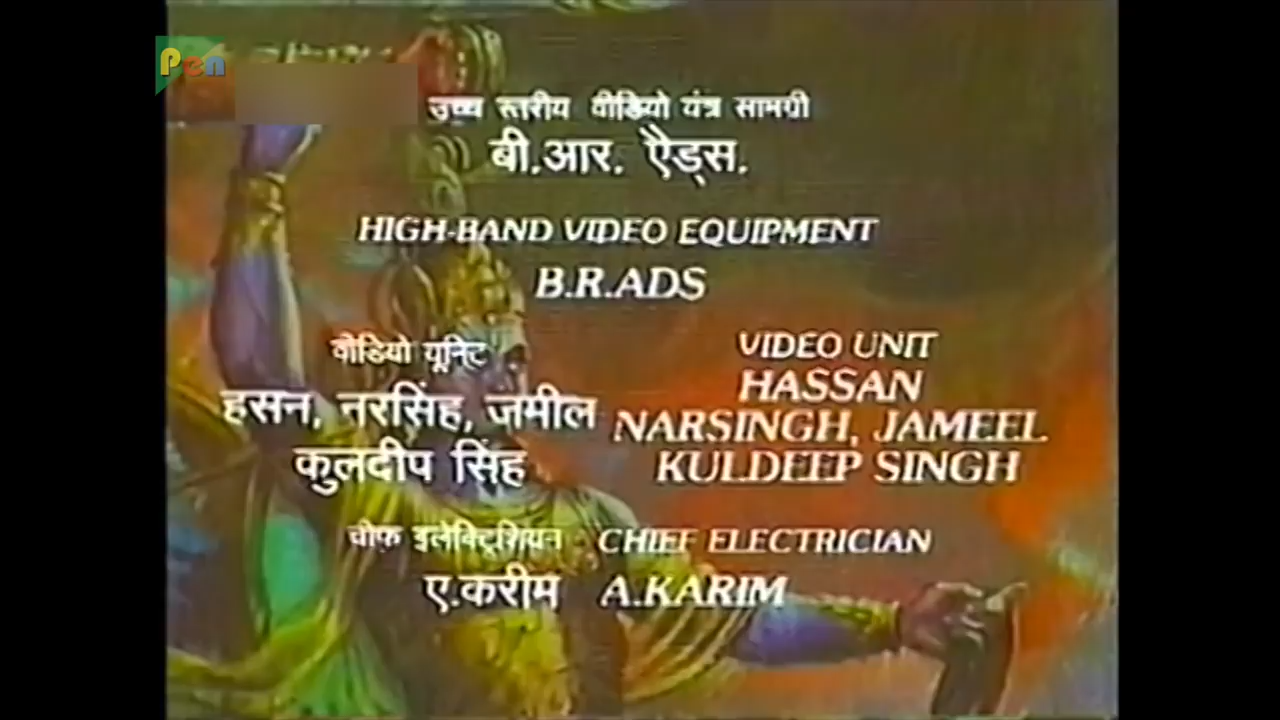 Pen
उच्च स्तरीय वीडियो यंत्र सामग्री
बी.आर. ऐड्स.
HIGH-BAND VIDEO EQUIPMENT
B.R.ADS
वीडियो यूनिट
हसन, नरसिंह, जमील
कुलदीप सिंह
VIDEO UNIT
HASSAN
NARSINGH, JAMEEL
KULDEEP SINGH
चीफ़ इलेक्ट्रिशियन
CHIEF ELECTRICIAN
ए.करीम
A.KARIM